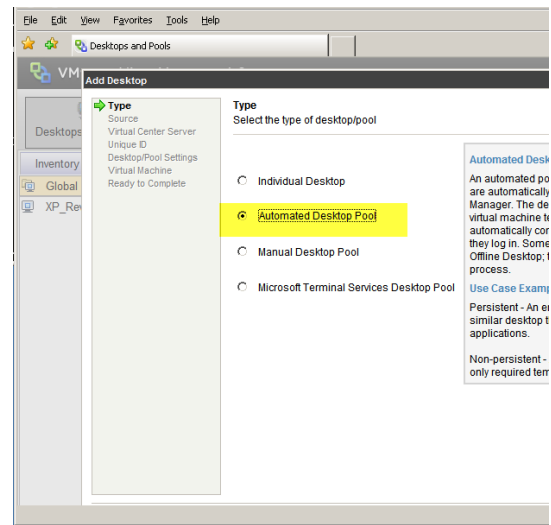 File Edit View Favorites Tools Help
Desktops and Pools
VM
Add Desktop
Type
Source
Virtual Center Server
Unique ID
Desktop/Pool Settings
Virtual Machine
Ready to Complete
Desktops
Inventory
Global
XP_Re
Type
Select the type of desktop/pool
Individual Desktop
Automated Desktop Pool
Manual Desktop Pool
Microsoft Terminal Services Desktop Pool
Automated Desk
An automated po
are automatically
Manager. The de
virtual machine te
automatically con
they log in. Some
Offline Desktop; t
process.
Use Case Examp
Persistent - An en
similar desktop t
applications.
Non-persistent -
only required tem